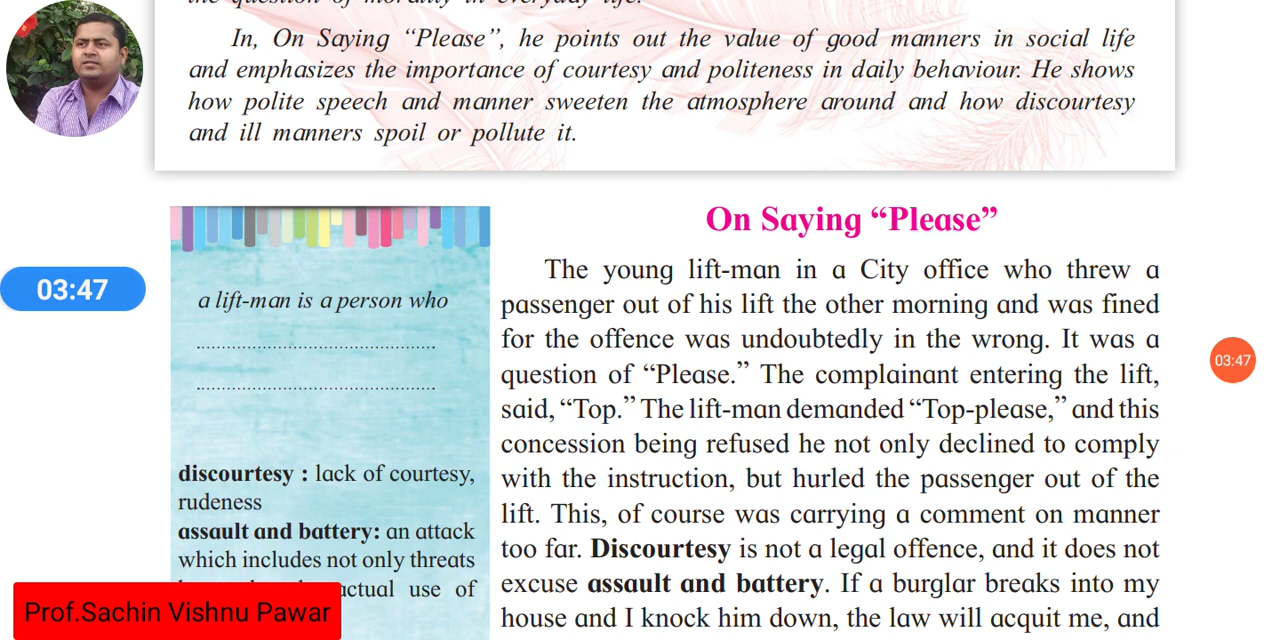 the question of morality in everyday life.
In, On Saying “Please”, he points out the value of good manners in social life
and emphasizes the importance of courtesy and politeness in daily behaviour. He shows
how polite speech and manner sweeten the atmosphere around and how discourtesy
and ill manners spoil or pollute it.
03:47
a lift-man is a person who
discourtesy : lack of courtesy,
rudeness
assault and battery: an attack
which includes not only threats
actual use of
Prof.Sachin Vishnu Pawar
On Saying “Please”
The young lift-man in a City office who threw a
passenger out of his lift the other morning and was fined
for the offence was undoubtedly in the wrong. It was a
question of “Please.” The complainant entering the lift,
said, “Top.” The lift-man demanded “Top-please,” and this
concession being refused he not only declined to comply
with the instruction, but hurled the passenger out of the
lift. This, of course was carrying a comment on manner
too far. Discourtesy is not a legal offence, and it does not
excuse assault and battery. If a burglar breaks into my
house and I knock him down, the law will acquit me, and
03:47